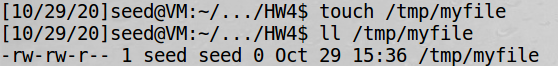 [10/29/20]seed@VM:~/.../HW4$ touch /tmp/myfile
[10/29/20]seed@VM:~/.../HW4$ ll /tmp/myfile
-rw-rw-r-- 1 seed seed 0 Oct 29 15:36 /tmp/myfile